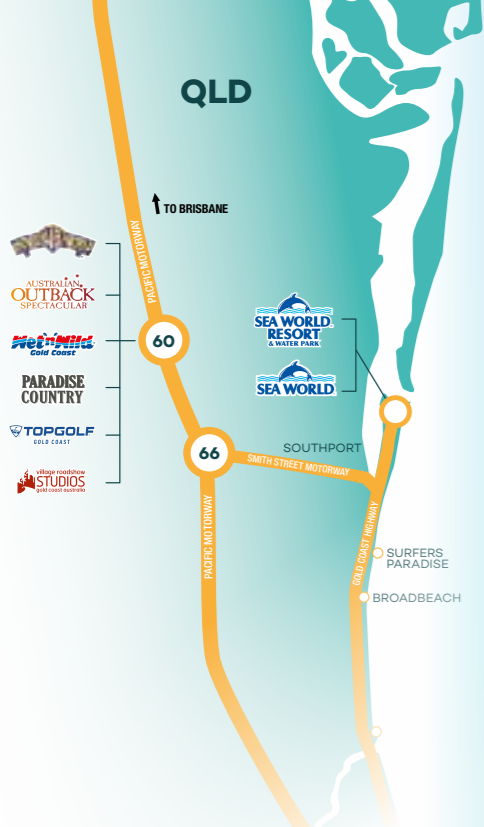 QLD
TO BRISBANE
PACIFIC MOTORWAY
AUSTRALIAN
OUTBACK
SPECTACULAR
Wet'n'Wild
Gold Coast
PARADISE
COUNTRY
TOPGOLF
GOLD COAST
village roadshow
STUDIOS
gold coast australia
60
SEA WORLD
RESORT
& WATER PARK
SEA WORLD
66
SOUTHPORT
SMITH STREET MOTORWAY
PACIFIC MOTORWAY
GOLD COAST HIGHWAY
SURFERS
PARADISE
BROADBEACH